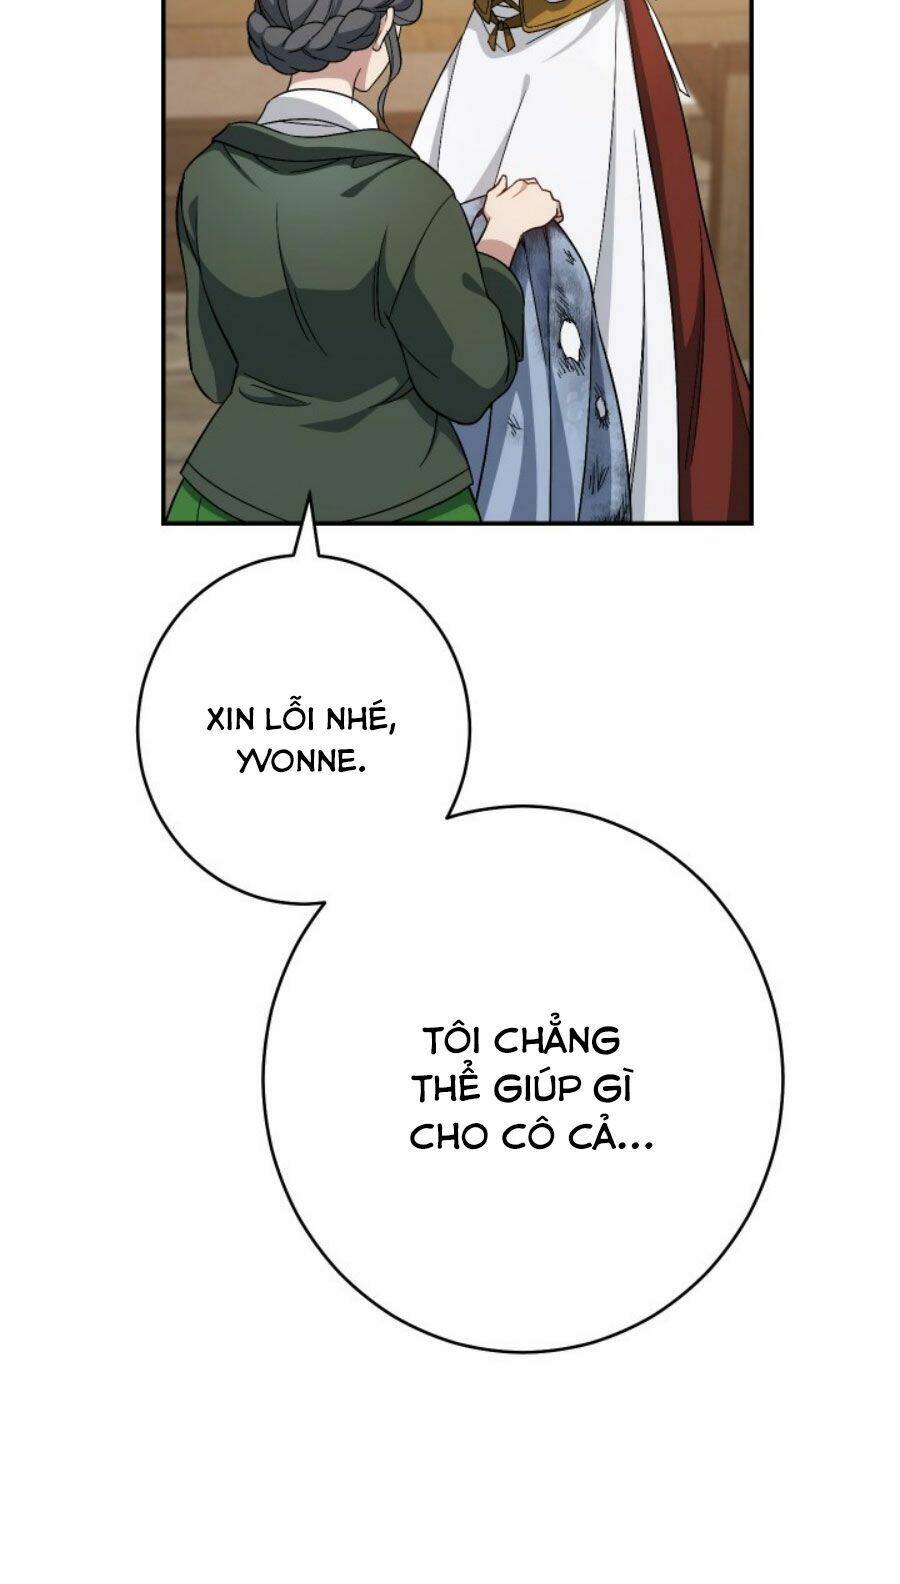 XIN LỖI NHÉ,
YVONNE.
TÔI CHẲNG
THỂ GIÚP GÌ
CHO CÔ CẢ...